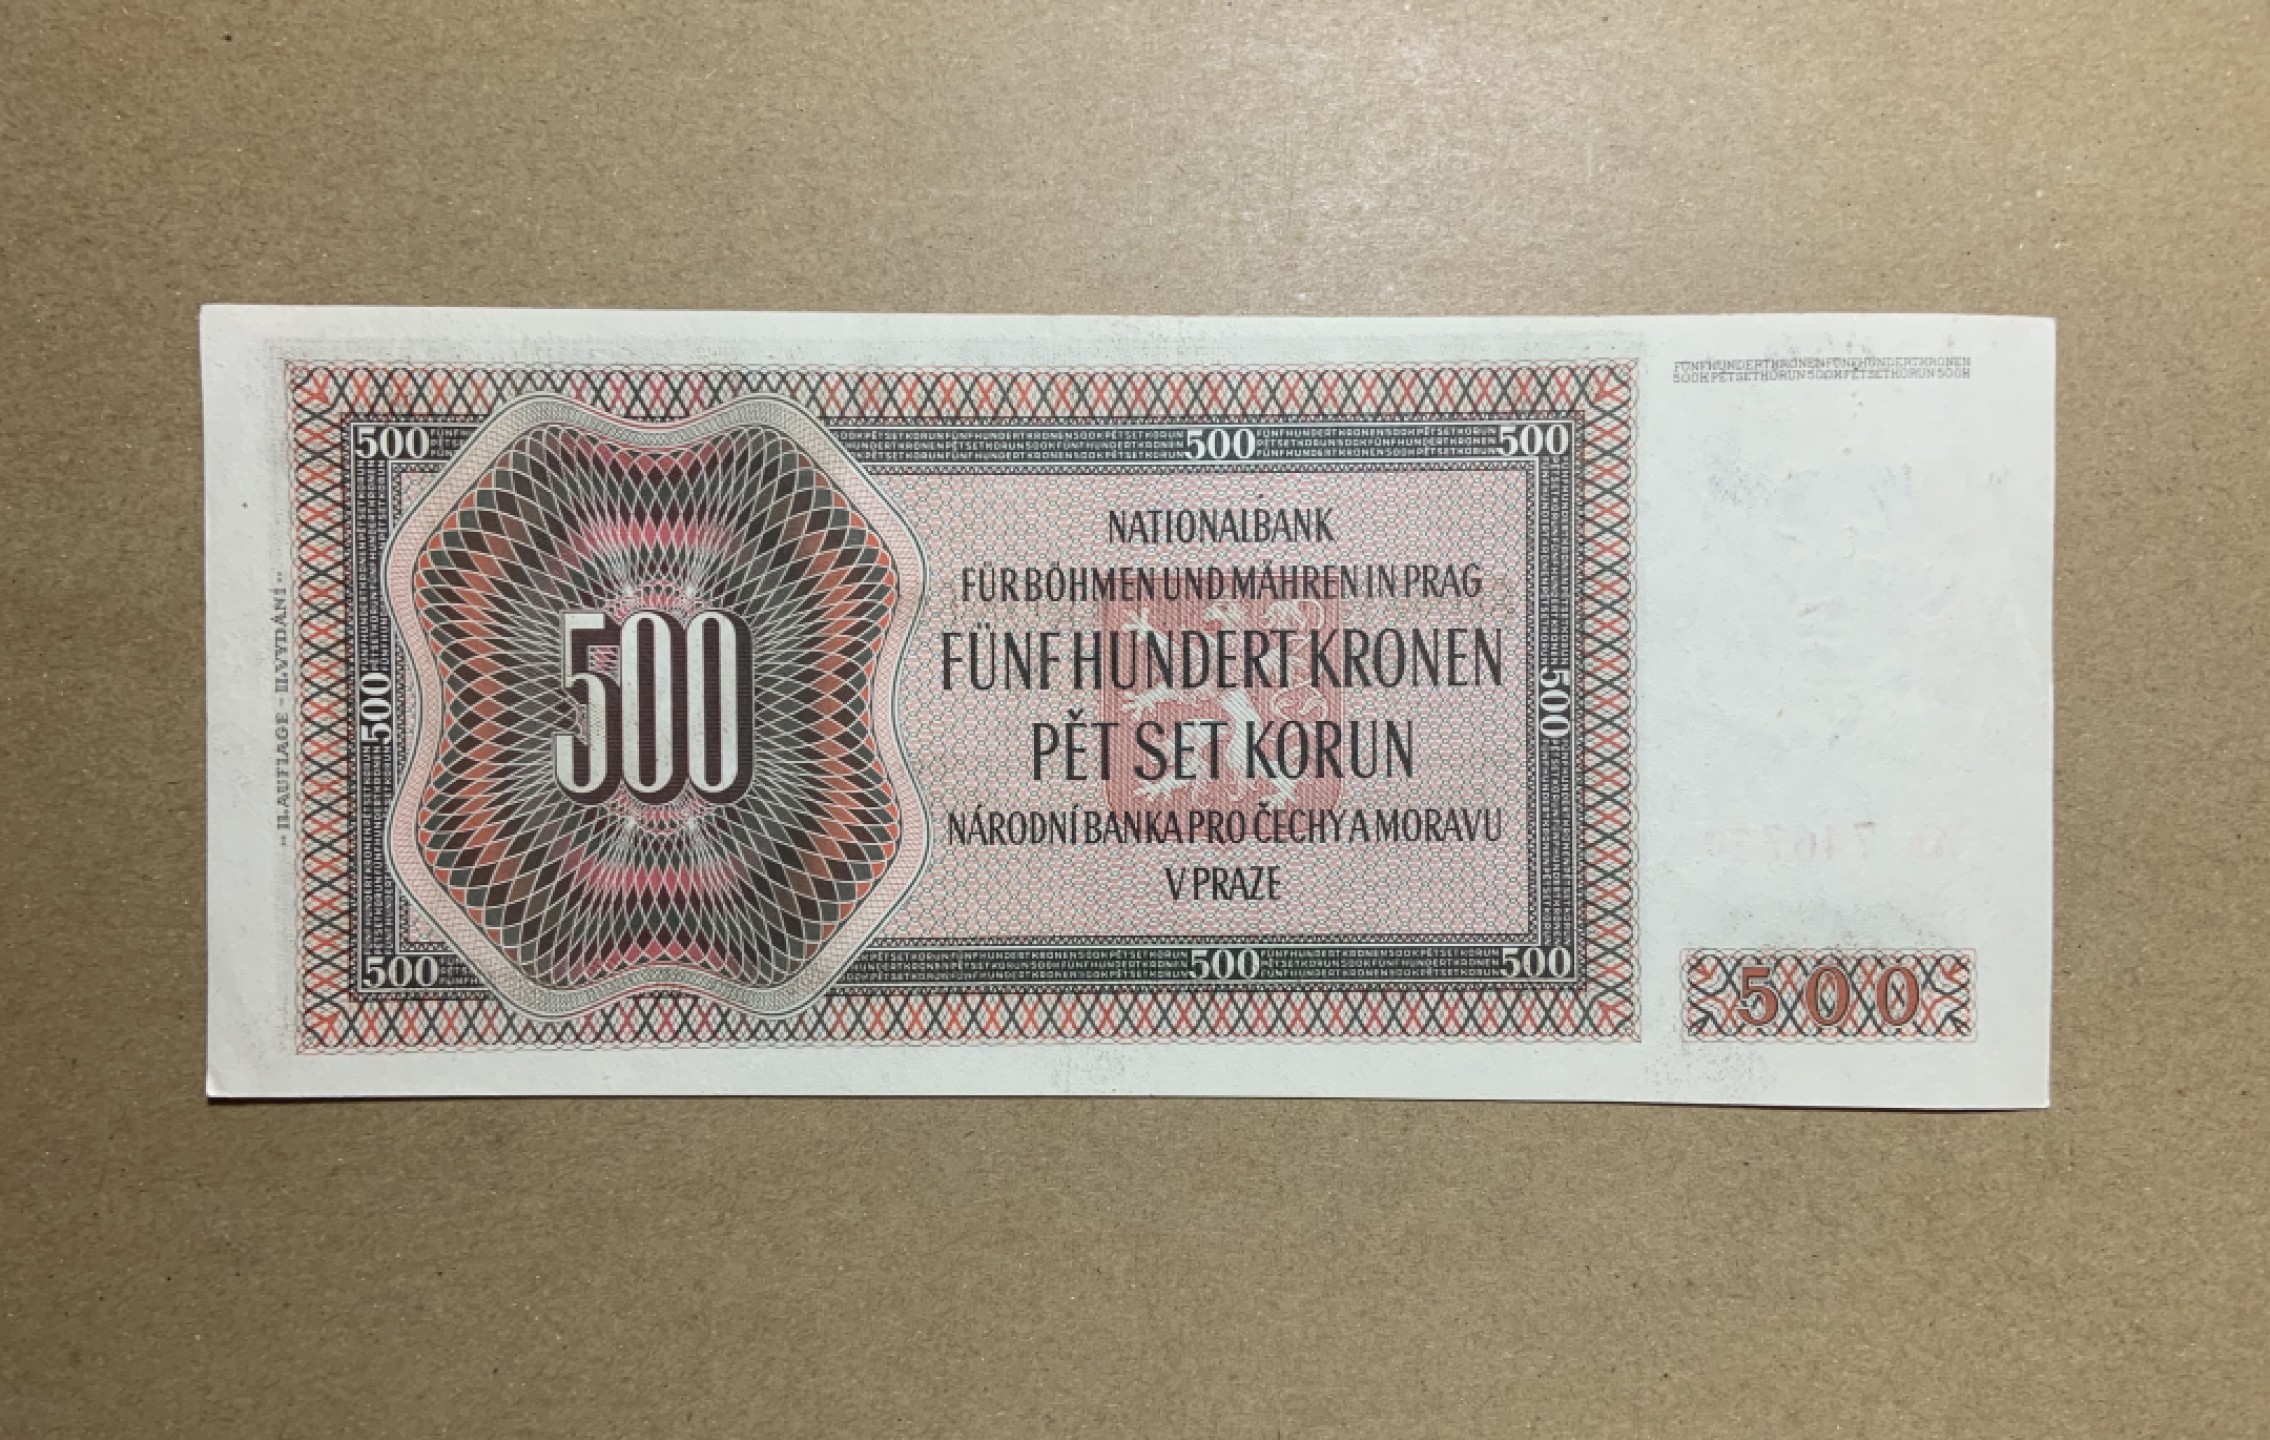 FÜNFHUNDERTKRONENFÜNFHUNDERTKRONEN
500KPĚTSETKORUN500KPĚTSETKORUN500K
500
500
500
NATIONALBANK
FÜR BÖHMEN UND MÄHREN IN PRAG
FÜNF HUNDERT KRONEN
PĚT SET KORUN
NÁRODNÍ BANKA PRO ČECHY A MORAVU
V PRAZE
500
500
500
„II. AUFLAGE - II. VYDÁNÍ"
500
500
500
500